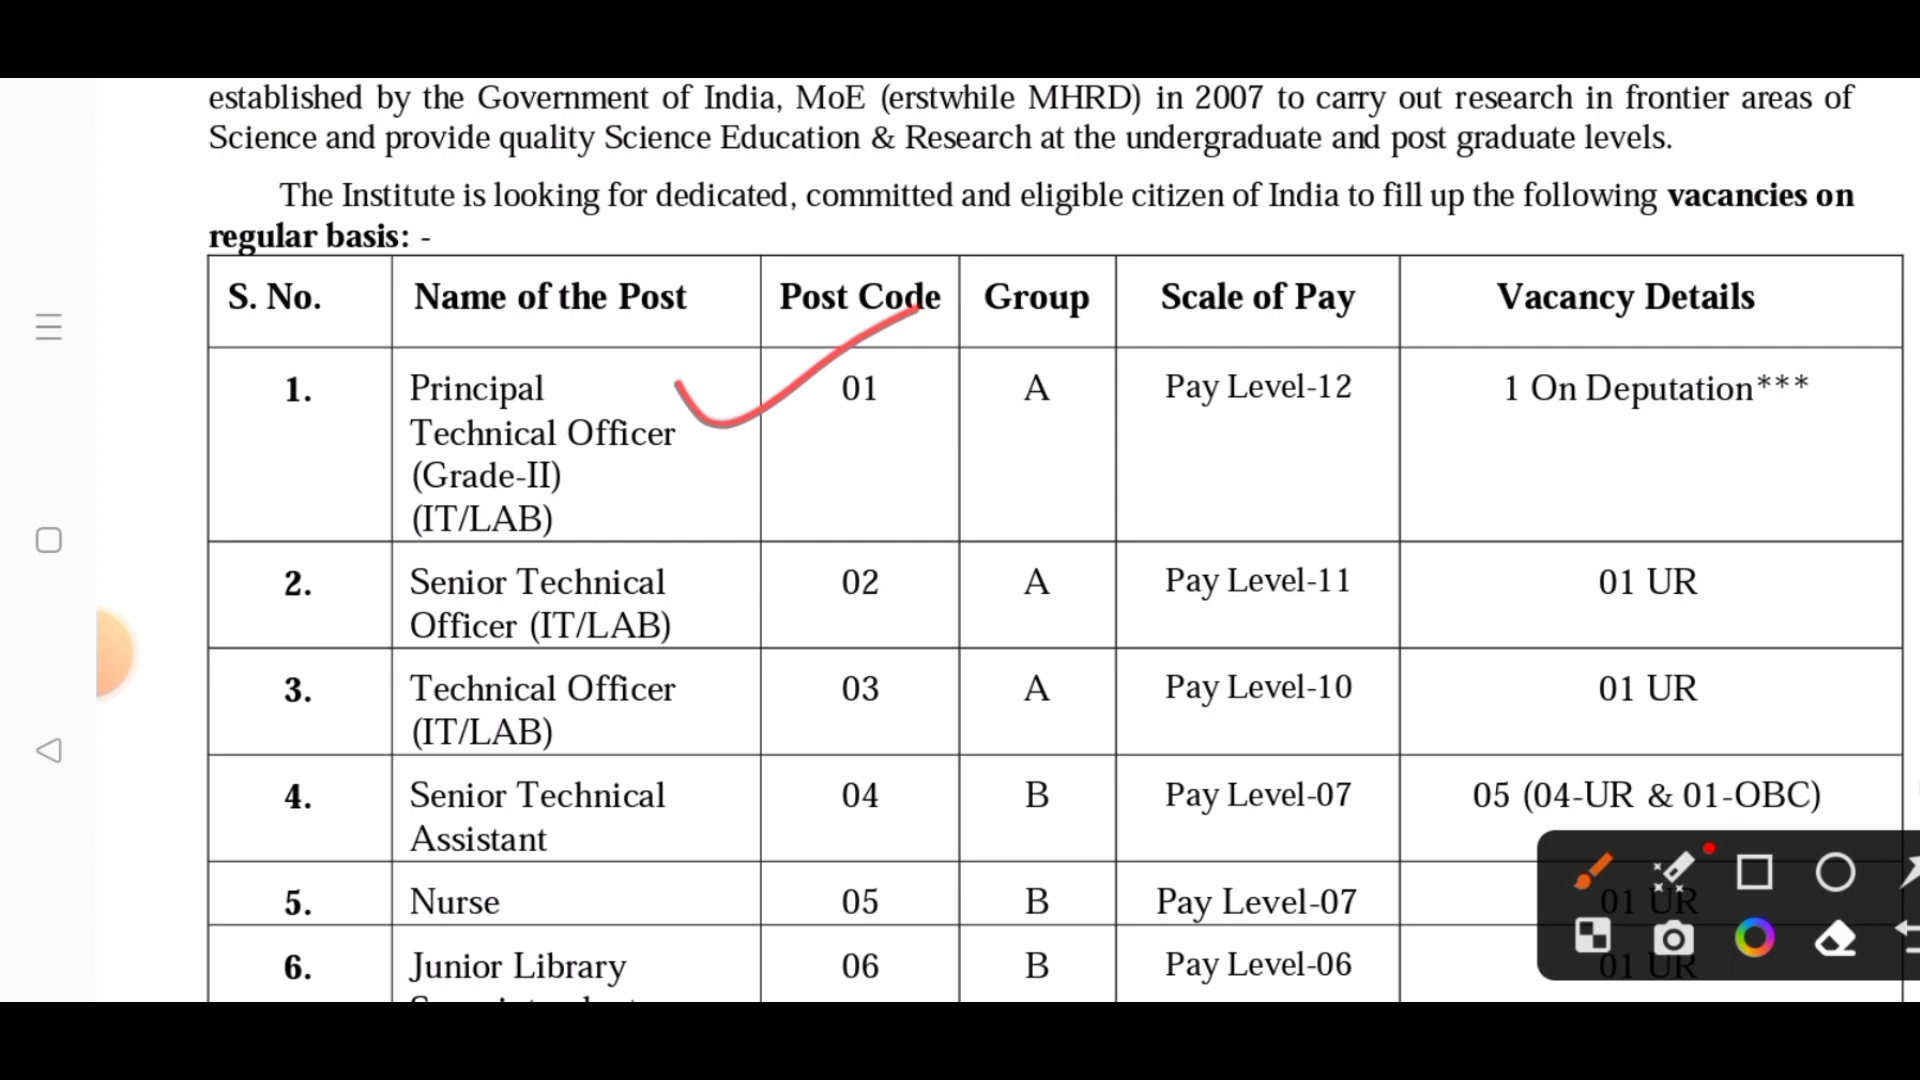 established by the Government of India, MoE (erstwhile MHRD) in 2007 to carry out research in frontier areas of
Science and provide quality Science Education & Research at the undergraduate and post graduate levels.
The Institute is looking for dedicated, committed and eligible citizen of India to fill up the following vacancies on
regular basis: -
S. No. Name of the Post Post Code Group Scale of Pay Vacancy Details
1. Principal 01 A Pay Level-12 1 On Deputation***
Technical Officer
(Grade-II)
(IT/LAB)
2. Senior Technical 02 A Pay Level-11 01 UR
Officer (IT/LAB)
3. Technical Officer 03 A Pay Level-10 01 UR
(IT/LAB)
4. Senior Technical 04 B Pay Level-07 05 (04-UR & 01-OBC)
Assistant
5. Nurse 05 B Pay Level-07 01 UR
6. Junior Library 06 B Pay Level-06 01 UR